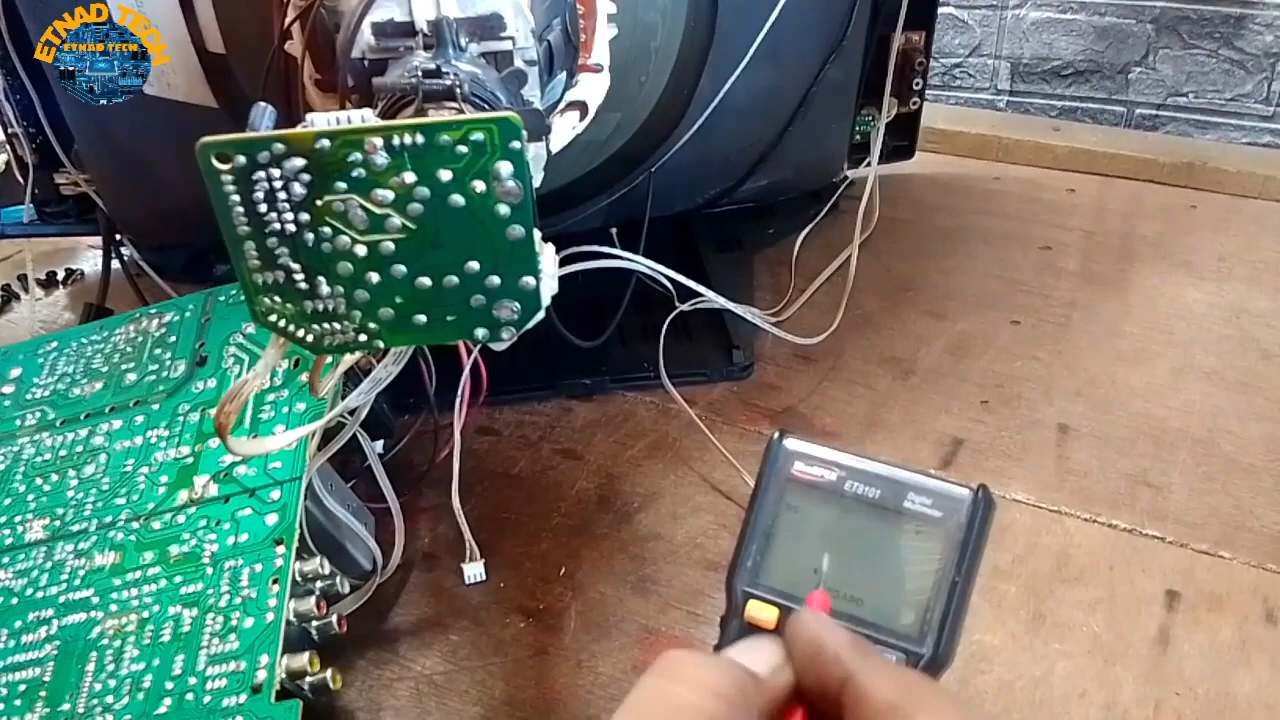 ETNAD TECH
ETNAD TECH
ET8101
Digital
Multimeter